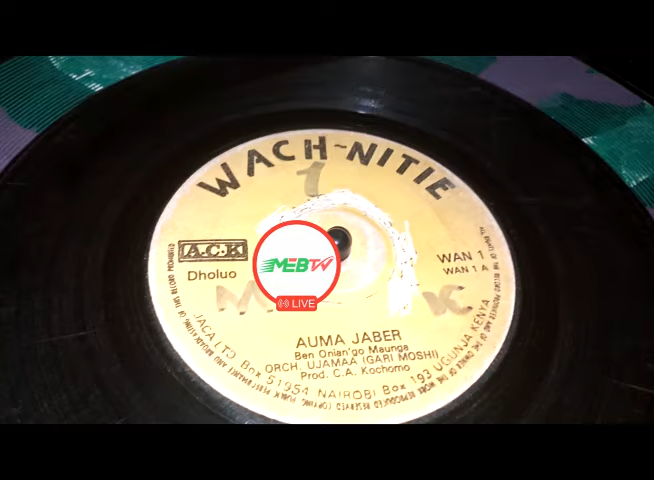 WACH-NITIE
1
A.C.K
Dholuo
WAN 1
WAN 1 A
MEBTV
LIVE
M K
AUMA JABER
Ben Onian'go Maunga
ORCH. UJAMAA (GARI MOSHI)
Prod. C.A. Kochomo
JACA LTD Box 51954 NAIROBI Box 193 UGUNJA KENYA